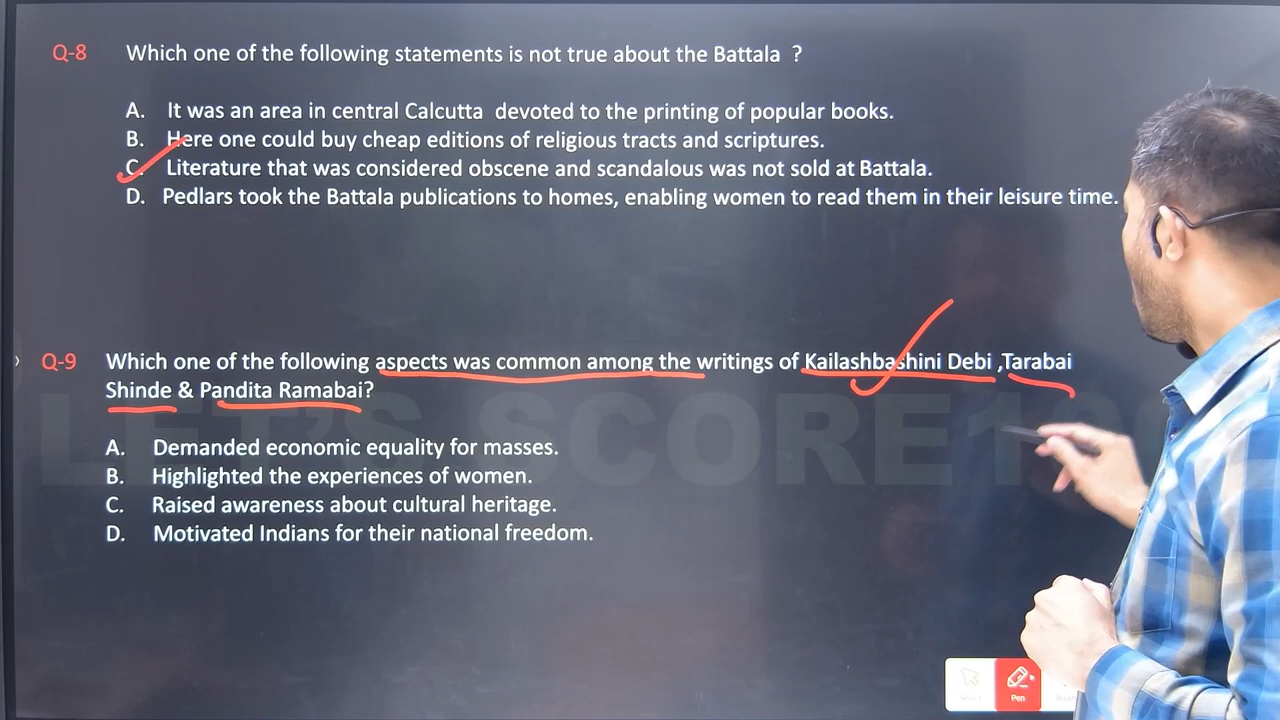 Q-8 Which one of the following statements is not true about the Battala ?
A. It was an area in central Calcutta devoted to the printing of popular books.
B. Here one could buy cheap editions of religious tracts and scriptures.
C. Literature that was considered obscene and scandalous was not sold at Battala.
D. Pedlars took the Battala publications to homes, enabling women to read them in their leisure time.
Q-9 Which one of the following aspects was common among the writings of Kailashbashini Debi ,Tarabai
Shinde & Pandita Ramabai?
LET'S SCORE
A. Demanded economic equality for masses.
B. Highlighted the experiences of women.
C. Raised awareness about cultural heritage.
D. Motivated Indians for their national freedom.
Select Pen